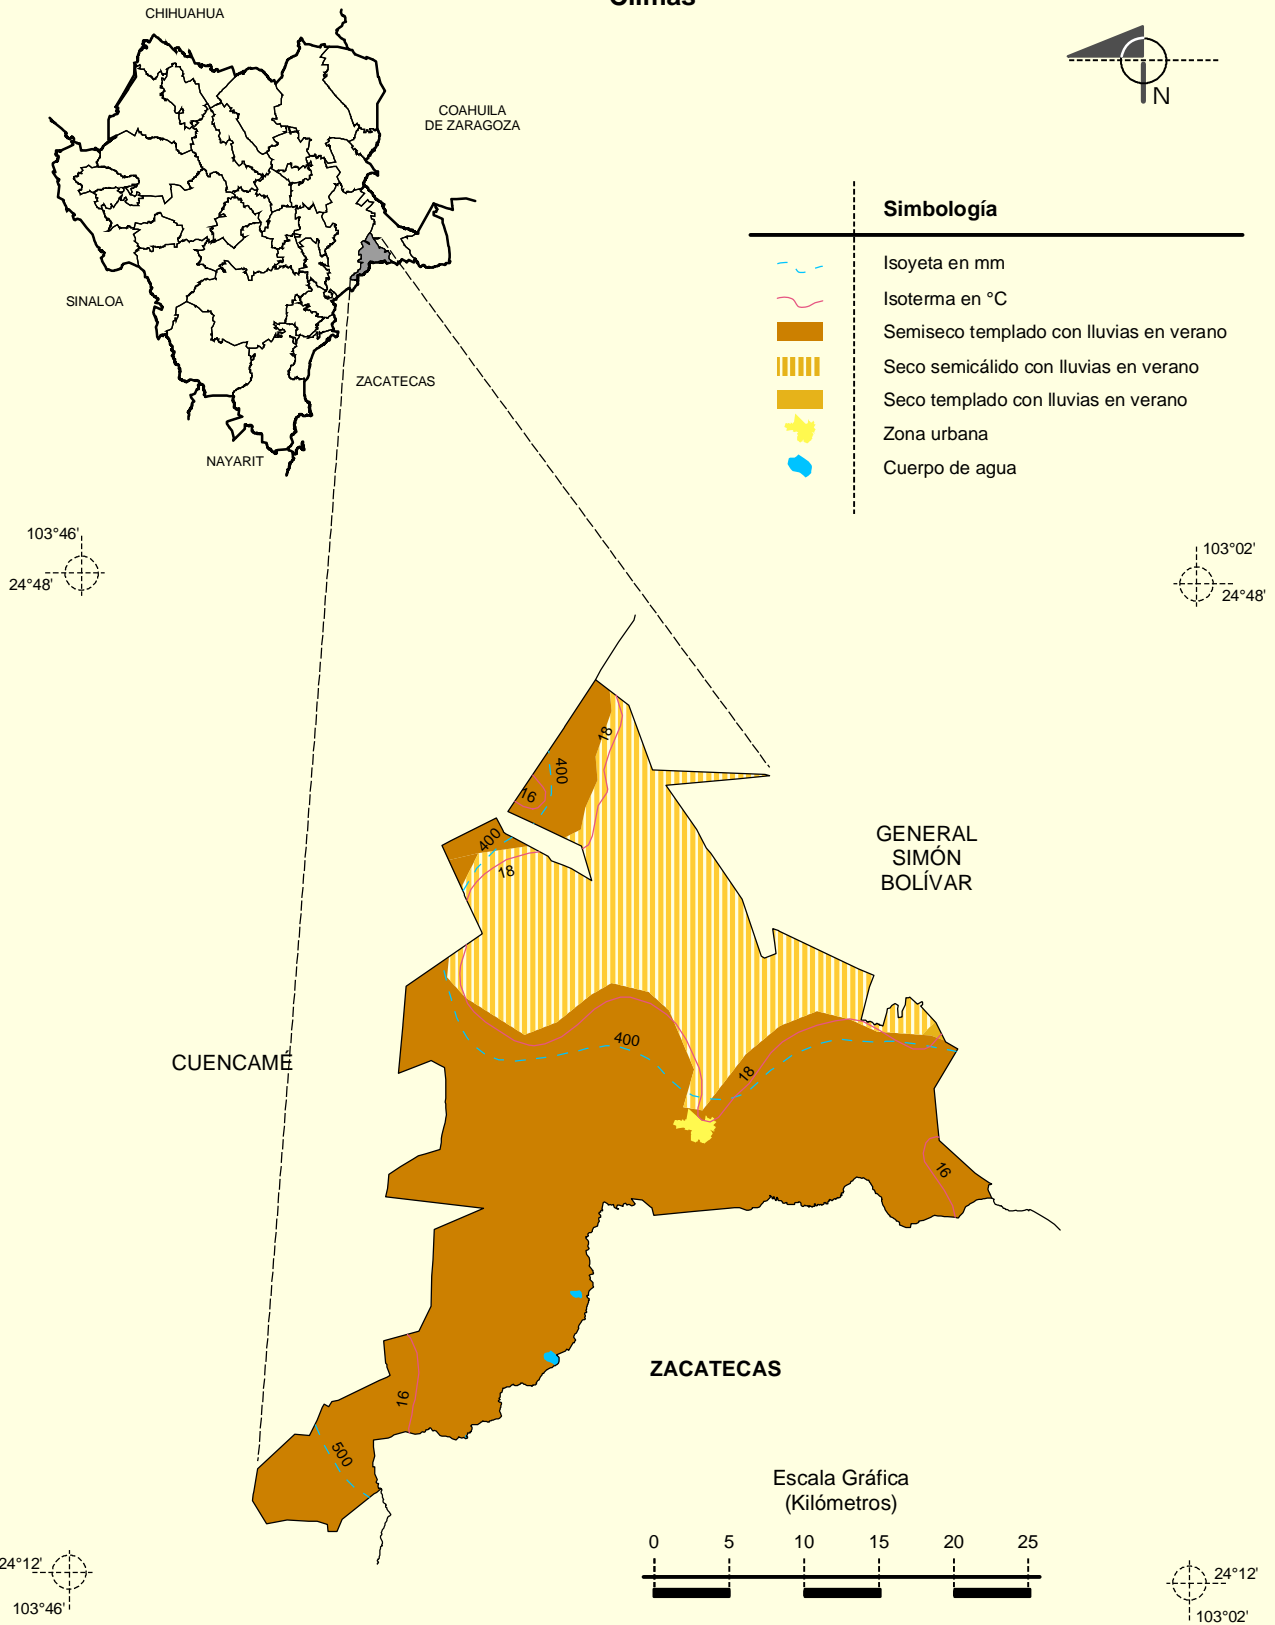 Climas
CHIHUAHUA
COAHUILA
DE ZARAGOZA
N
SINALOA
ZACATECAS
NAYARIT
Simbología
Isoyeta en mm
Isoterma en °C
Semiseco templado con lluvias en verano
Seco semicálido con lluvias en verano
Seco templado con lluvias en verano
Zona urbana
Cuerpo de agua
103°46'
24°48'
103°02'
24°48'
18
400
16
400
18
GENERAL
SIMÓN
BOLÍVAR
400
CUENCAMÉ
18
16
ZACATECAS
16
500
Escala Gráfica
(Kilómetros)
0 5 10 15 20 25
24°12'
103°46'
24°12'
103°02'